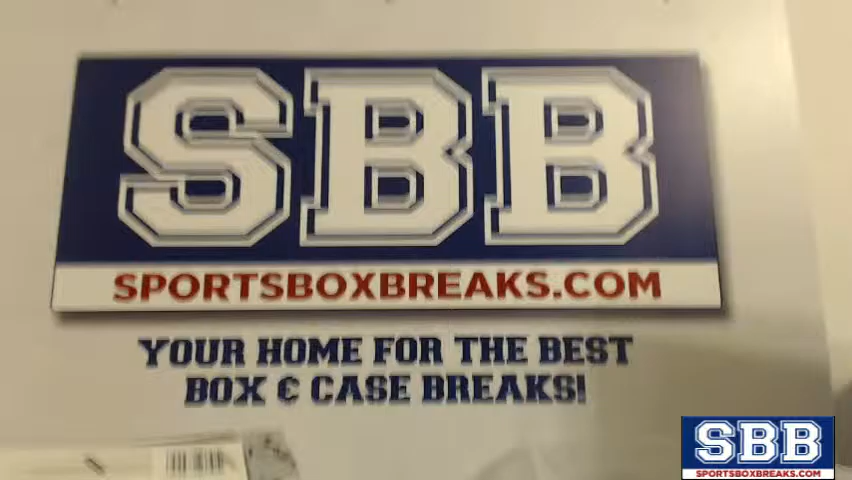 SBB
SPORTSBOXBREAKS.COM
YOUR HOME FOR THE BEST
BOX & CASE BREAKS!
SBB
SPORTSBOXBREAKS.COM